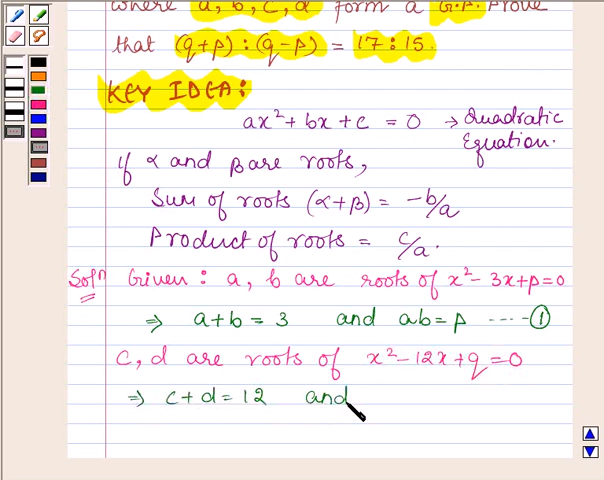 where a, b, c, d form a G.P. Prove
that (q+p) : (q-p) = 17 : 15.
KEY IDEA :
ax² + bx + c = 0 → Quadratic
Equation.
if α and β are roots,
Sum of roots (α+β) = -b/a
Product of roots = c/a.
Solⁿ Given : a, b are roots of x² - 3x + p = 0
⇒ a + b = 3 and ab = p ---- ①
c, d are roots of x² - 12x + q = 0
⇒ c + d = 12 and